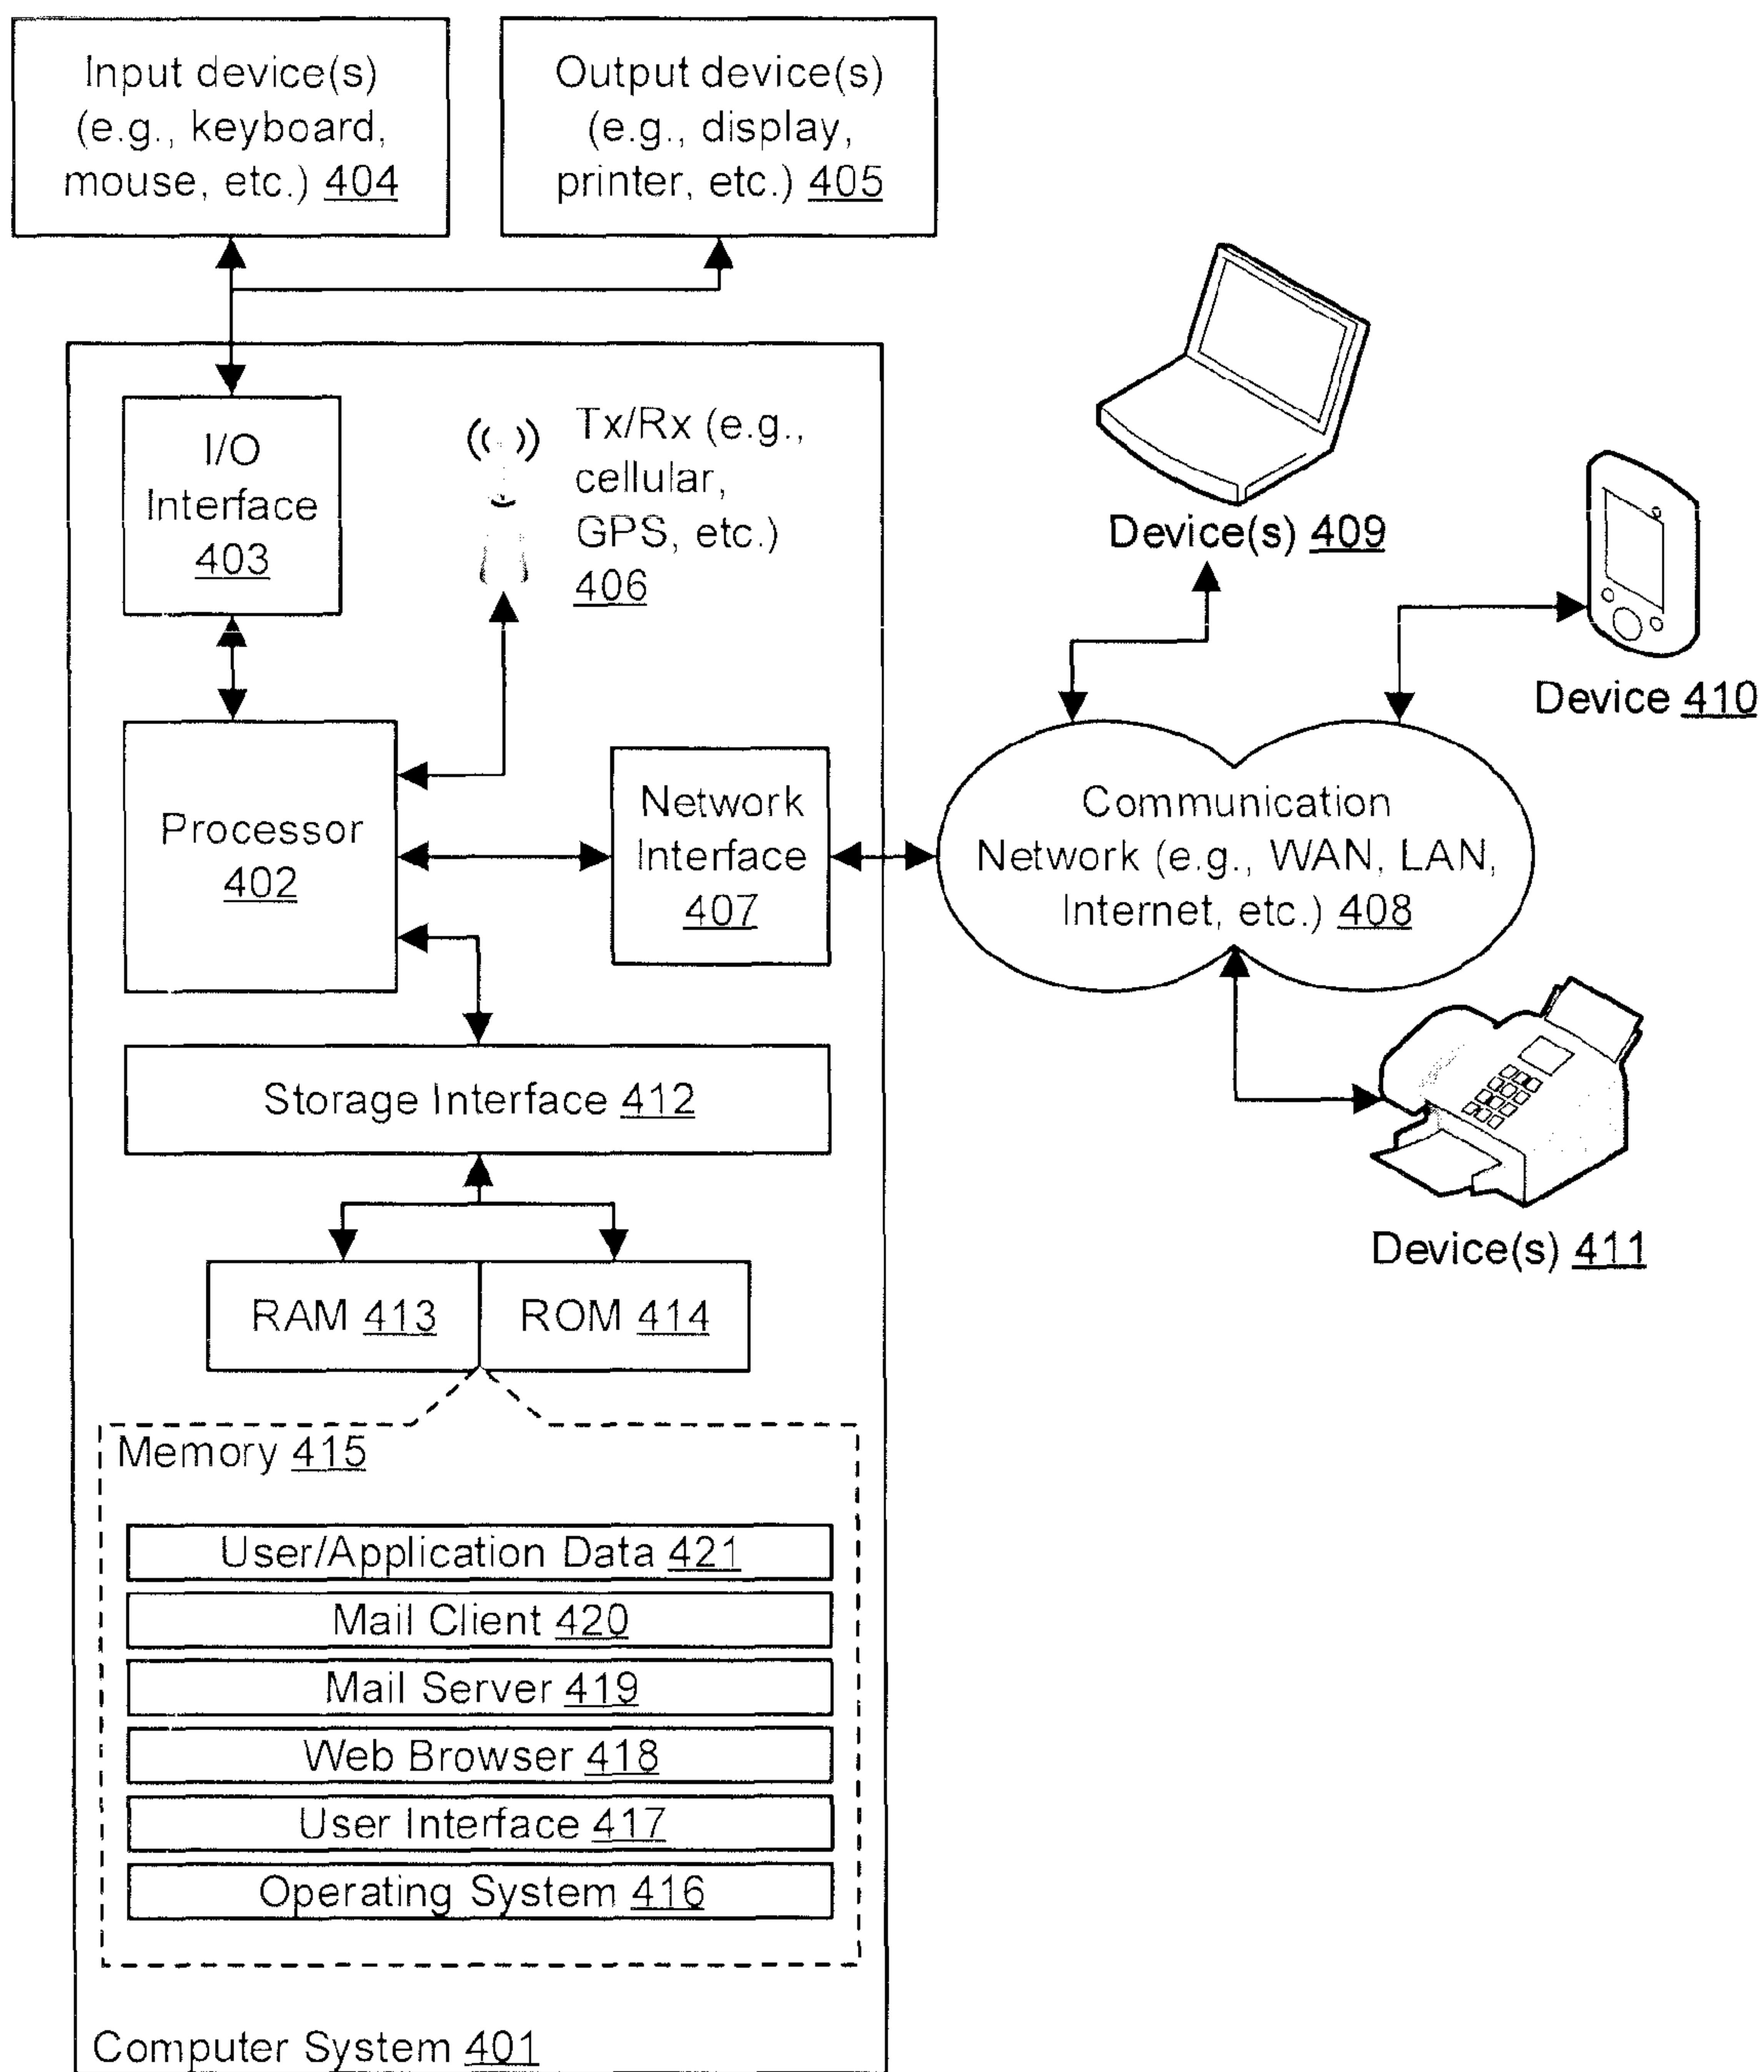 Input device(s)
(e.g., keyboard,
mouse, etc.) 404
Output device(s)
(e.g., display,
printer, etc.) 405
I/O
Interface
403
Tx/Rx (e.g.,
cellular,
GPS, etc.)
406
Device(s) 409
Device 410
Processor
402
Network
Interface
407
Communication
Network (e.g., WAN, LAN,
Internet, etc.) 408
Storage Interface 412
Device(s) 411
RAM 413
ROM 414
Memory 415
User/Application Data 421
Mail Client 420
Mail Server 419
Web Browser 418
User Interface 417
Operating System 416
Computer System 401